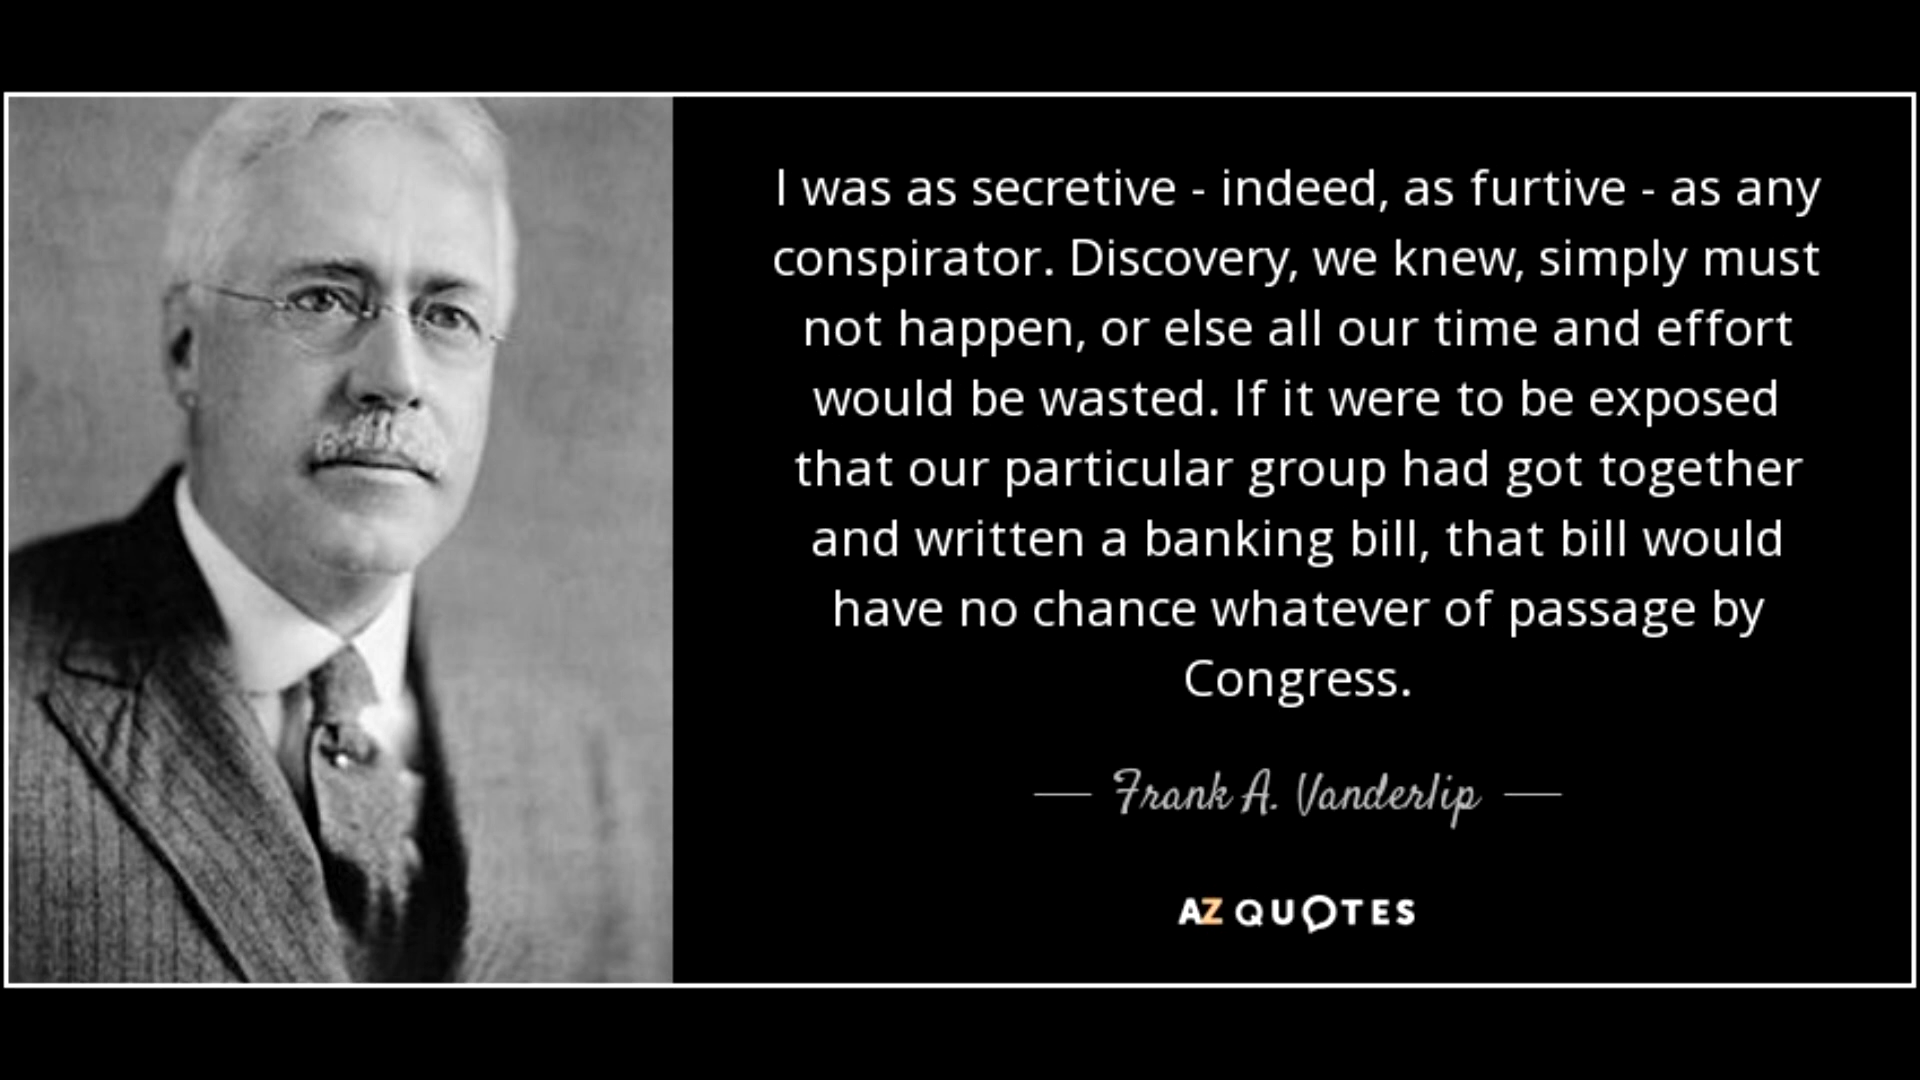 I was as secretive - indeed, as furtive - as any
conspirator. Discovery, we knew, simply must
not happen, or else all our time and effort
would be wasted. If it were to be exposed
that our particular group had got together
and written a banking bill, that bill would
have no chance whatever of passage by
Congress.
Frank A. Vanderlip
AZ QUOTES